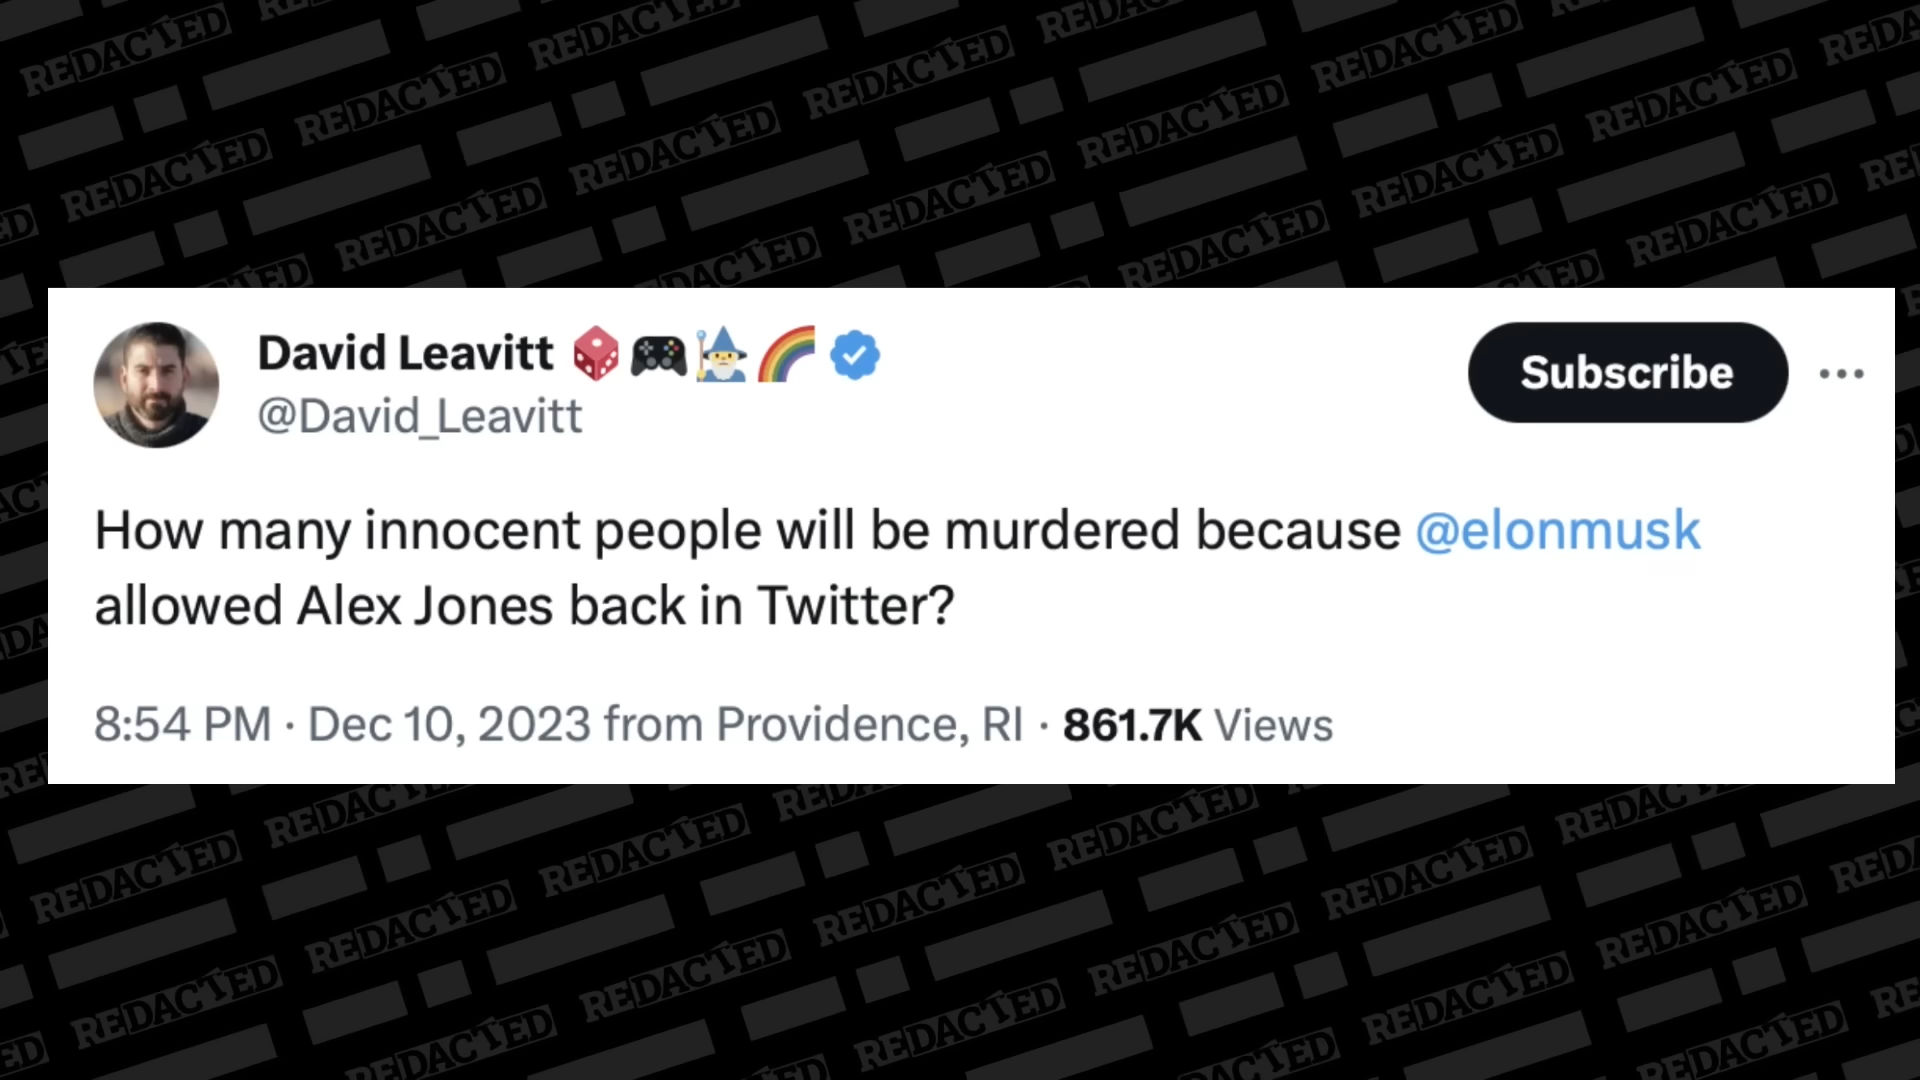 David Leavitt 🎲🎮🧙‍♂️🌈
@David_Leavitt
Subscribe
How many innocent people will be murdered because @elonmusk
allowed Alex Jones back in Twitter?
8:54 PM · Dec 10, 2023 from Providence, RI · 861.7K Views
REDACTED